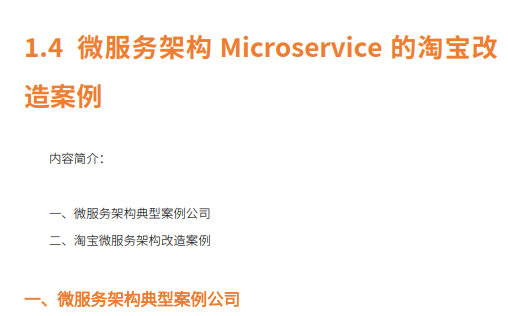 1.4 微服务架构 Microservice 的淘宝改
造案例
内容简介：
一、微服务架构典型案例公司
二、淘宝微服务架构改造案例
一、微服务架构典型案例公司